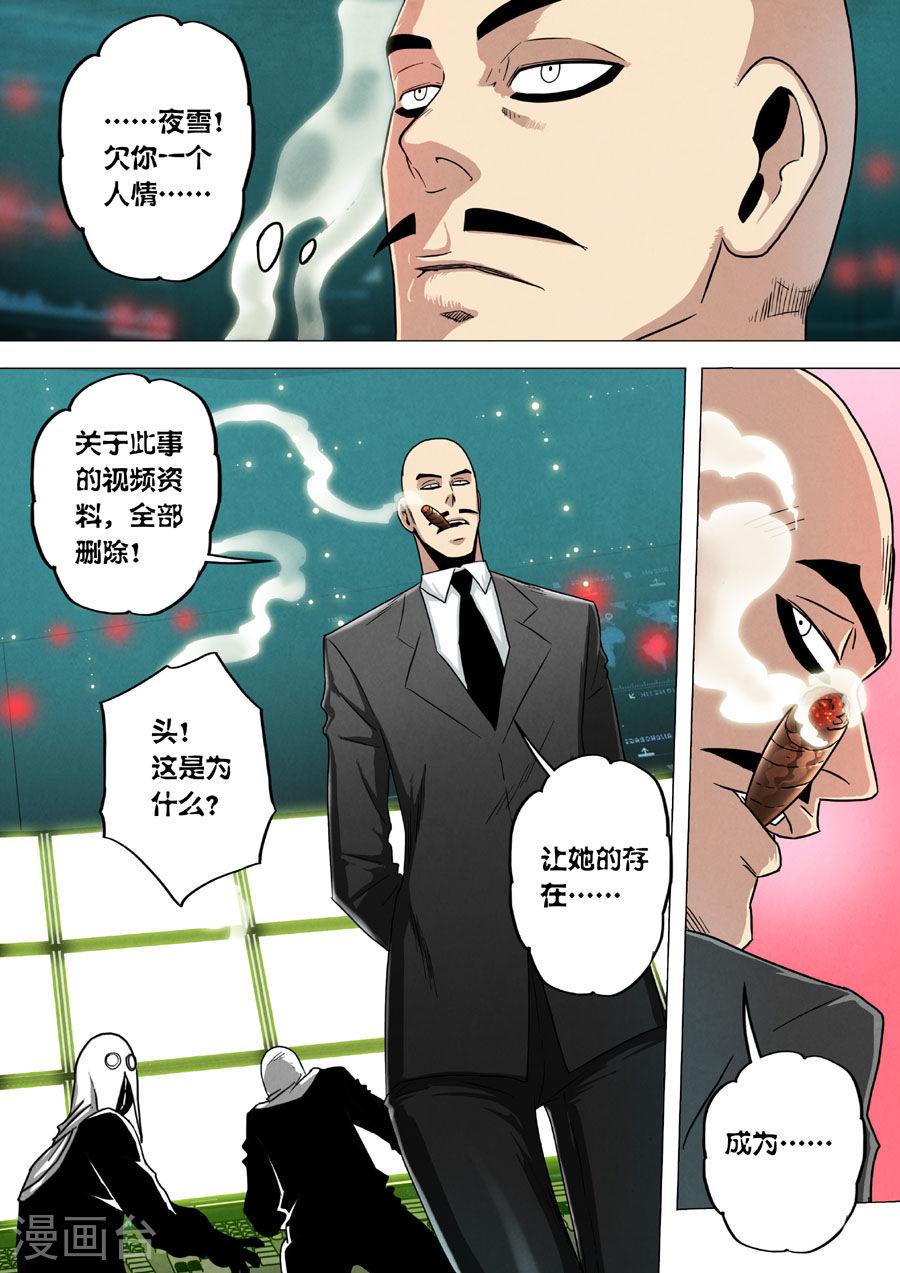 ……夜雪！
欠你一个
人情……
关于此事
的视频资
料，全部
删除！
头！
这是为
什么？
让她的存
在……
成为……
漫画台